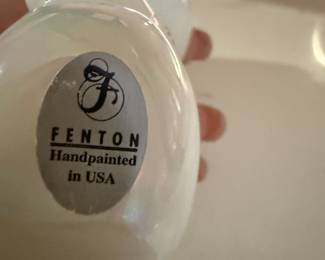 F
FENTON
Handpainted
in USA